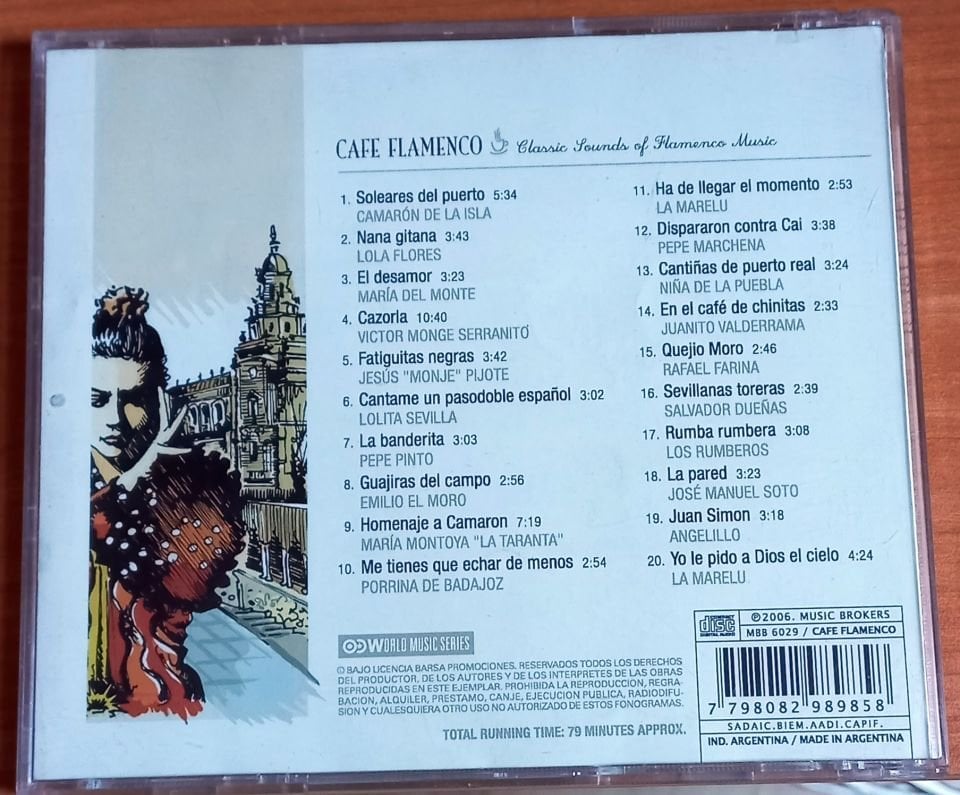 CAFE FLAMENCO Classic Sounds of Flamenco Music
1. Soleares del puerto 5:34
CAMARÓN DE LA ISLA
2. Nana gitana 3:43
LOLA FLORES
3. El desamor 3:23
MARÍA DEL MONTE
4. Cazorla 10:40
VICTOR MONGE SERRANITO
5. Fatiguitas negras 3:42
JESÚS "MONJE" PIJOTE
6. Cantame un pasodoble español 3:02
LOLITA SEVILLA
7. La banderita 3:03
PEPE PINTO
8. Guajiras del campo 2:56
EMILIO EL MORO
9. Homenaje a Camaron 7:19
MARÍA MONTOYA "LA TARANTA"
10. Me tienes que echar de menos 2:54
PORRINA DE BADAJOZ
11. Ha de llegar el momento 2:53
LA MARELU
12. Dispararon contra Cai 3:38
PEPE MARCHENA
13. Cantiñas de puerto real 3:24
NIÑA DE LA PUEBLA
14. En el café de chinitas 2:33
JUANITO VALDERRAMA
15. Quejio Moro 2:46
RAFAEL FARINA
16. Sevillanas toreras 2:39
SALVADOR DUEÑAS
17. Rumba rumbera 3:08
LOS RUMBEROS
18. La pared 3:23
JOSÉ MANUEL SOTO
19. Juan Simon 3:18
ANGELILLO
20. Yo le pido a Dios el cielo 4:24
LA MARELU
WORLD MUSIC SERIES
© BAJO LICENCIA BARSA PROMOCIONES. RESERVADOS TODOS LOS DERECHOS
DEL PRODUCTOR, DE LOS AUTORES Y DE LOS INTERPRETES DE LAS OBRAS
REPRODUCIDAS EN ESTE EJEMPLAR. PROHIBIDA LA REPRODUCCION, REGRA-
BACION, ALQUILER, PRESTAMO, CANJE, EJECUCION PUBLICA, RADIODIFU-
SION Y CUALESQUIERA OTRO USO NO AUTORIZADO DE ESTOS FONOGRAMAS.
TOTAL RUNNING TIME: 79 MINUTES APPROX.
COMPACT disc DIGITAL AUDIO
℗2006. MUSIC BROKERS
MBB 6029 / CAFE FLAMENCO
7 798082 989858
SADAIC.BIEM.AADI.CAPIF.
IND. ARGENTINA / MADE IN ARGENTINA